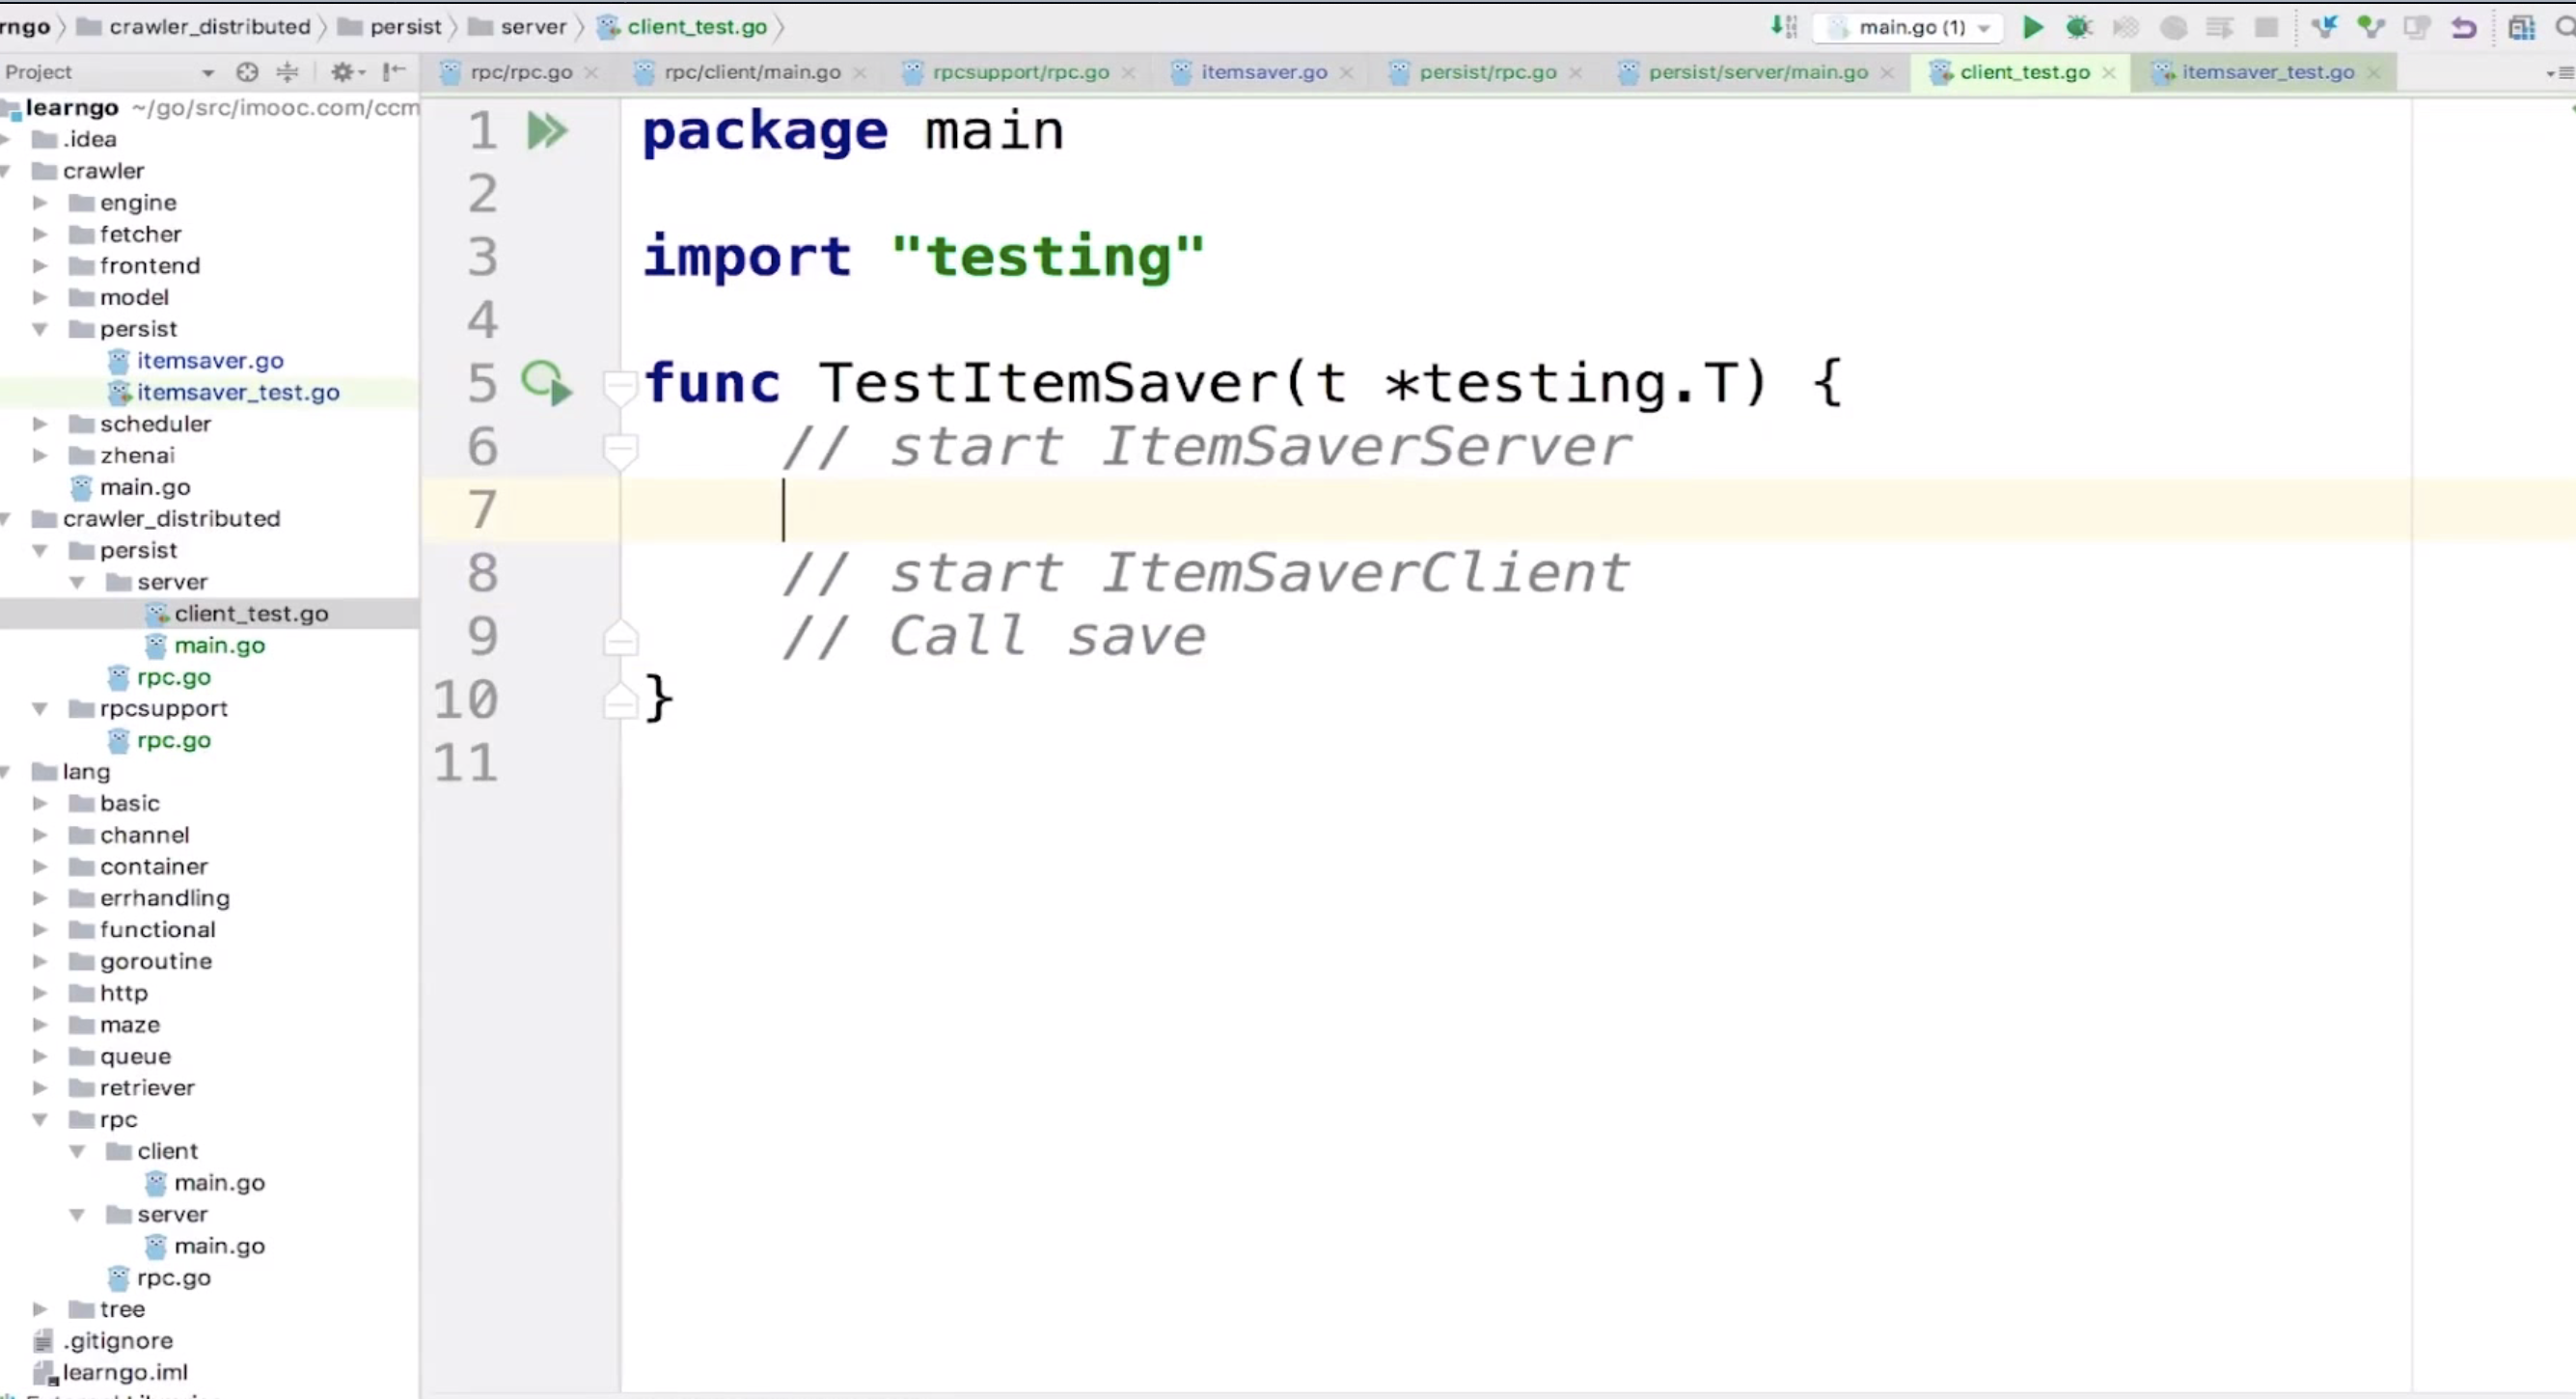 rngo crawler_distributed persist server client_test.go main.go (1)
Project
rpc/rpc.go rpc/client/main.go rpcsupport/rpc.go itemsaver.go persist/rpc.go persist/server/main.go client_test.go itemsaver_test.go
learngo ~/go/src/imooc.com/ccm
.idea
crawler
engine
fetcher
frontend
model
persist
itemsaver.go
itemsaver_test.go
scheduler
zhenai
main.go
crawler_distributed
persist
server
client_test.go
main.go
rpc.go
rpcsupport
rpc.go
lang
basic
channel
container
errhandling
functional
goroutine
http
maze
queue
retriever
rpc
client
main.go
server
main.go
rpc.go
tree
.gitignore
learngo.iml
1 package main
2
3 import "testing"
4
5 func TestItemSaver(t *testing.T) {
6 // start ItemSaverServer
7
8 // start ItemSaverClient
9 // Call save
10 }
11